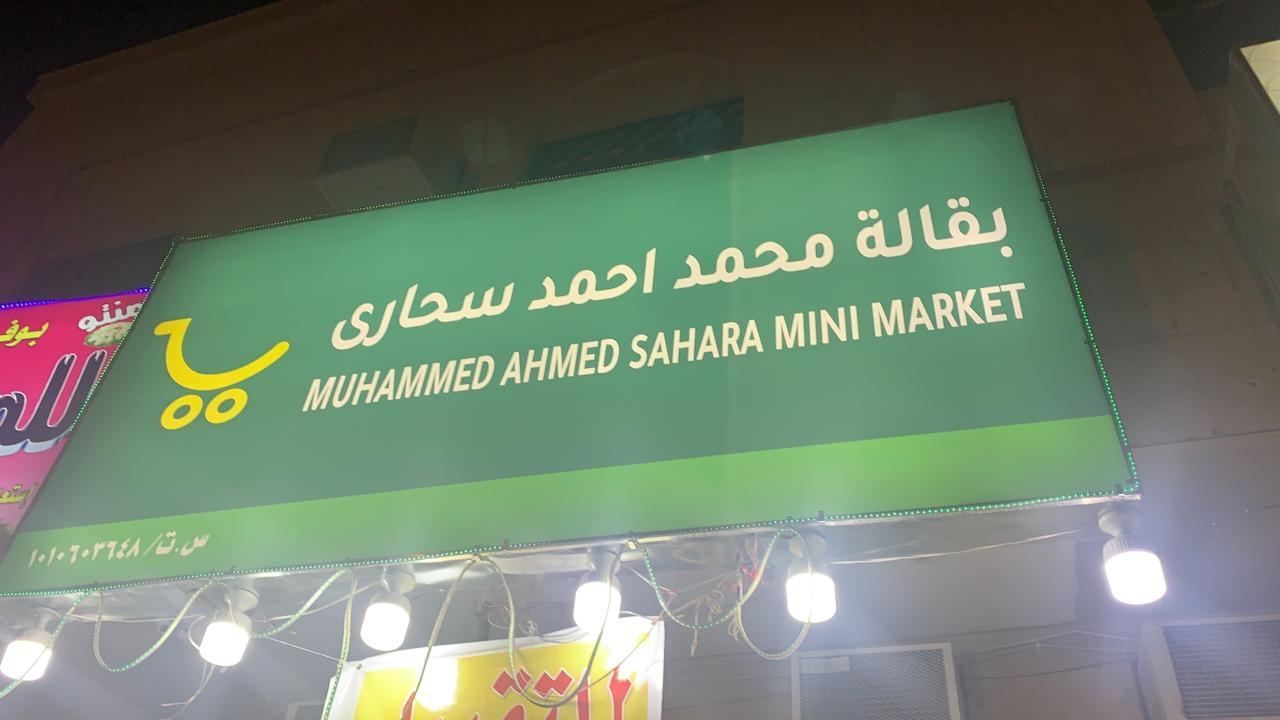 بقالة محمد احمد سحارى
MUHAMMED AHMED SAHARA MINI MARKET
س.ت/ ١٠١٠٦٠٣٦٤٨